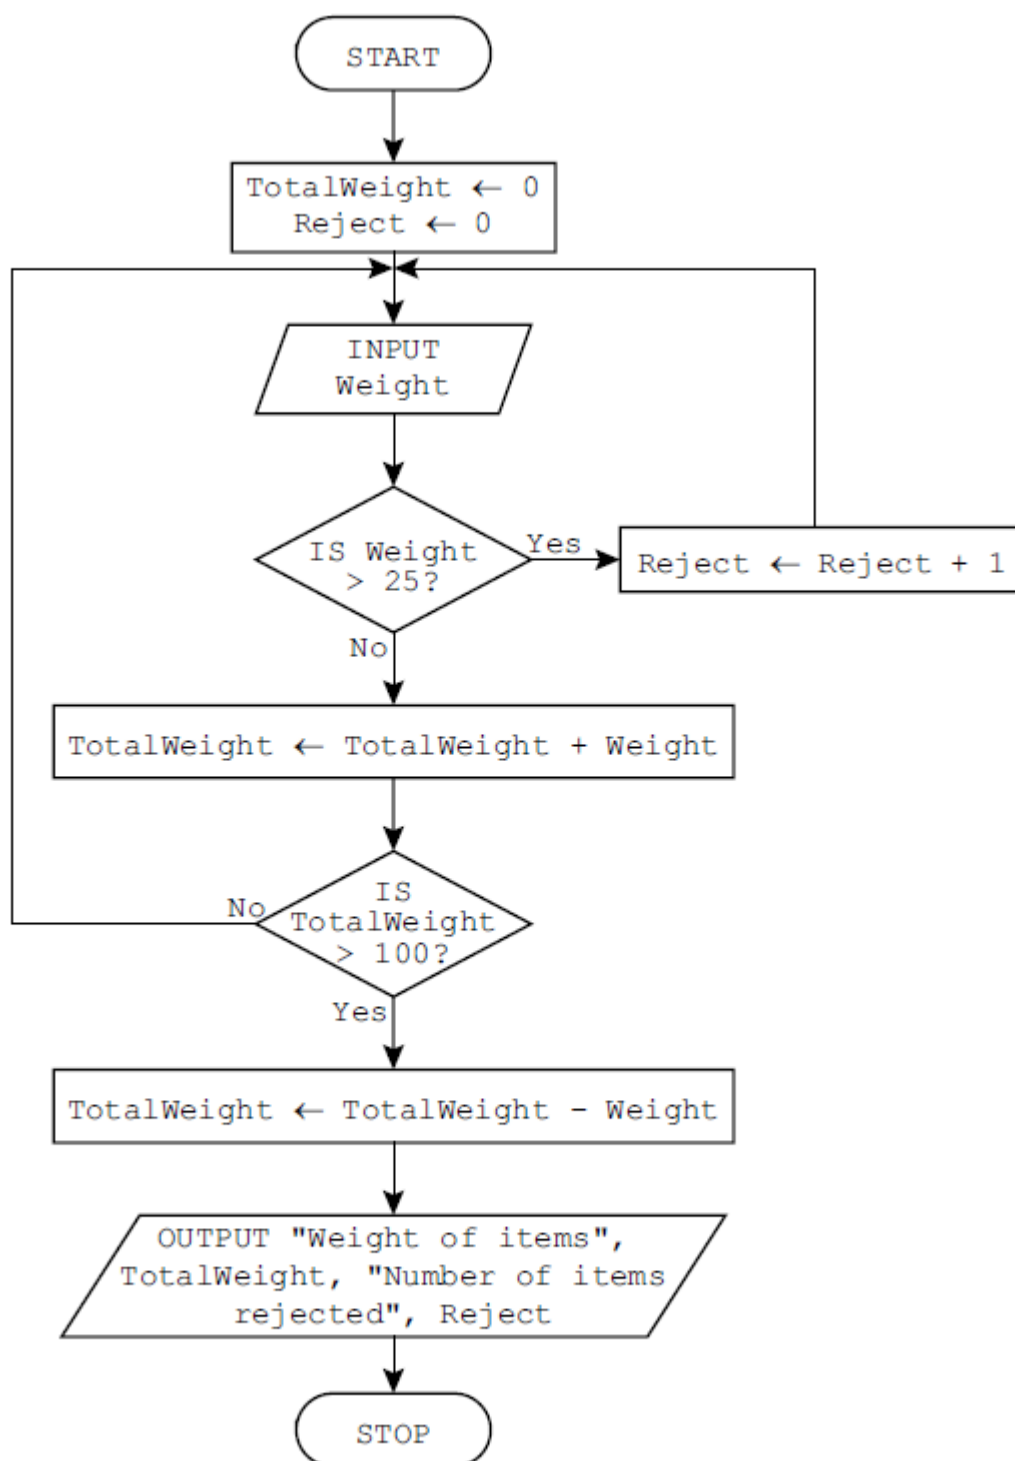 START
TotalWeight ← 0
Reject ← 0
INPUT
Weight
IS Weight
> 25?
Yes
Reject ← Reject + 1
No
TotalWeight ← TotalWeight + Weight
IS
TotalWeight
> 100?
No
Yes
TotalWeight ← TotalWeight - Weight
OUTPUT "Weight of items",
TotalWeight, "Number of items
rejected", Reject
STOP